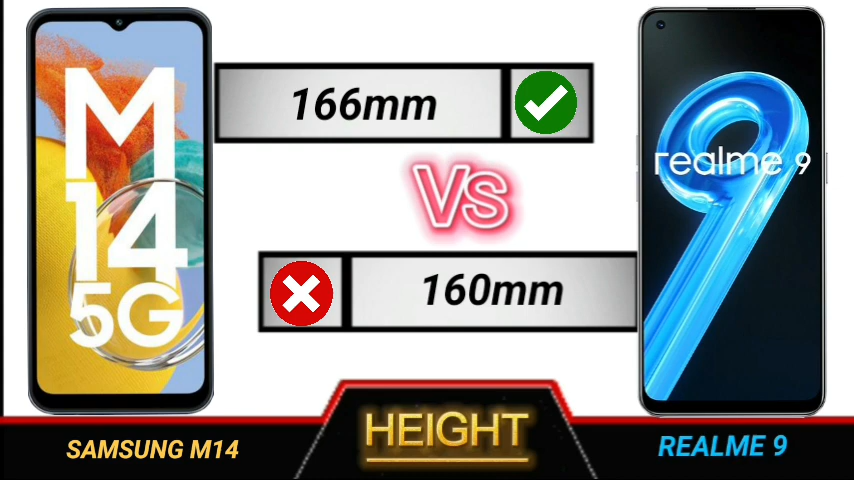 M
14
5G
166mm
VS
160mm
realme 9
HEIGHT
SAMSUNG M14
REALME 9